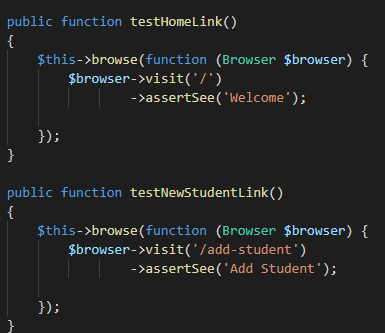 public function testHomeLink()
{
    $this->browse(function (Browser $browser) {
        $browser->visit('/')
                ->assertSee('Welcome');
    });
}
public function testNewStudentLink()
{
    $this->browse(function (Browser $browser) {
        $browser->visit('/add-student')
                ->assertSee('Add Student');
    });
}